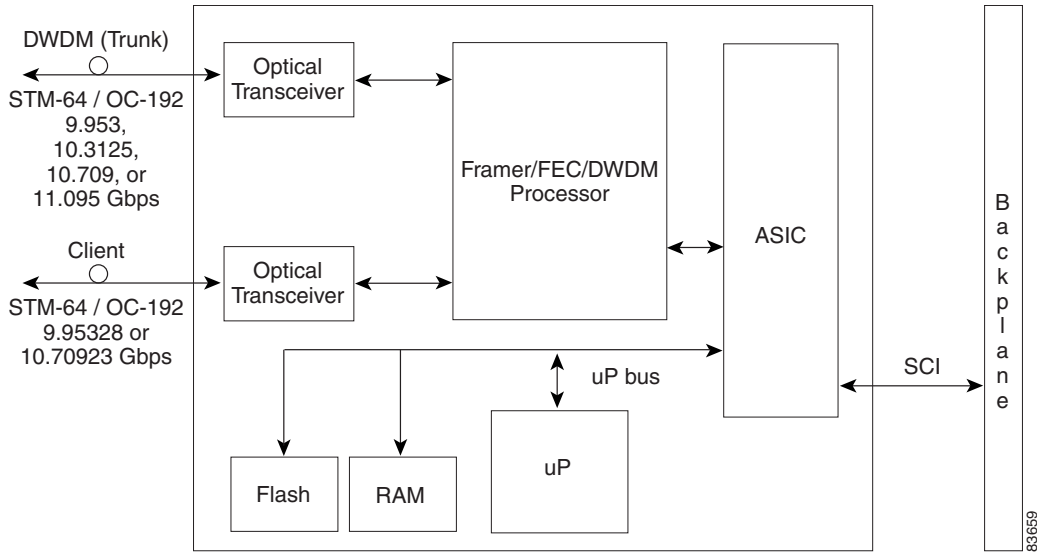 DWDM (Trunk)
STM-64 / OC-192
9.953,
10.3125,
10.709, or
11.095 Gbps
Optical
Transceiver
Framer/FEC/DWDM
Processor
ASIC
Client
STM-64 / OC-192
9.95328 or
10.70923 Gbps
Optical
Transceiver
uP bus
SCI
Backplane
Flash
RAM
uP
83659